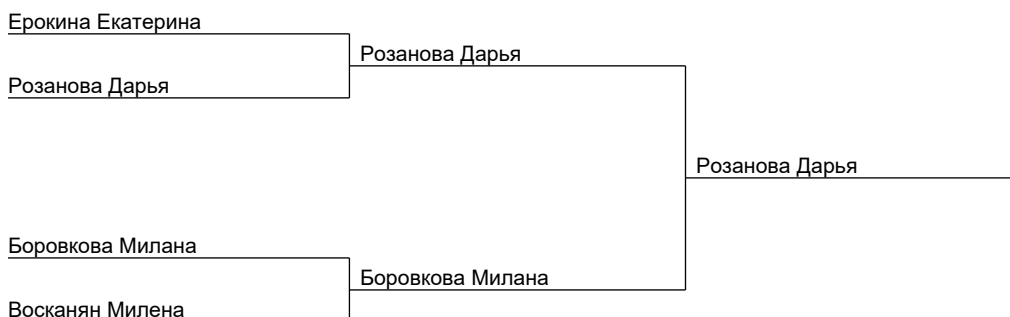 Ерокина Екатерина
Розанова Дарья
Розанова Дарья
Розанова Дарья
Боровкова Милана
Боровкова Милана
Восканян Милена